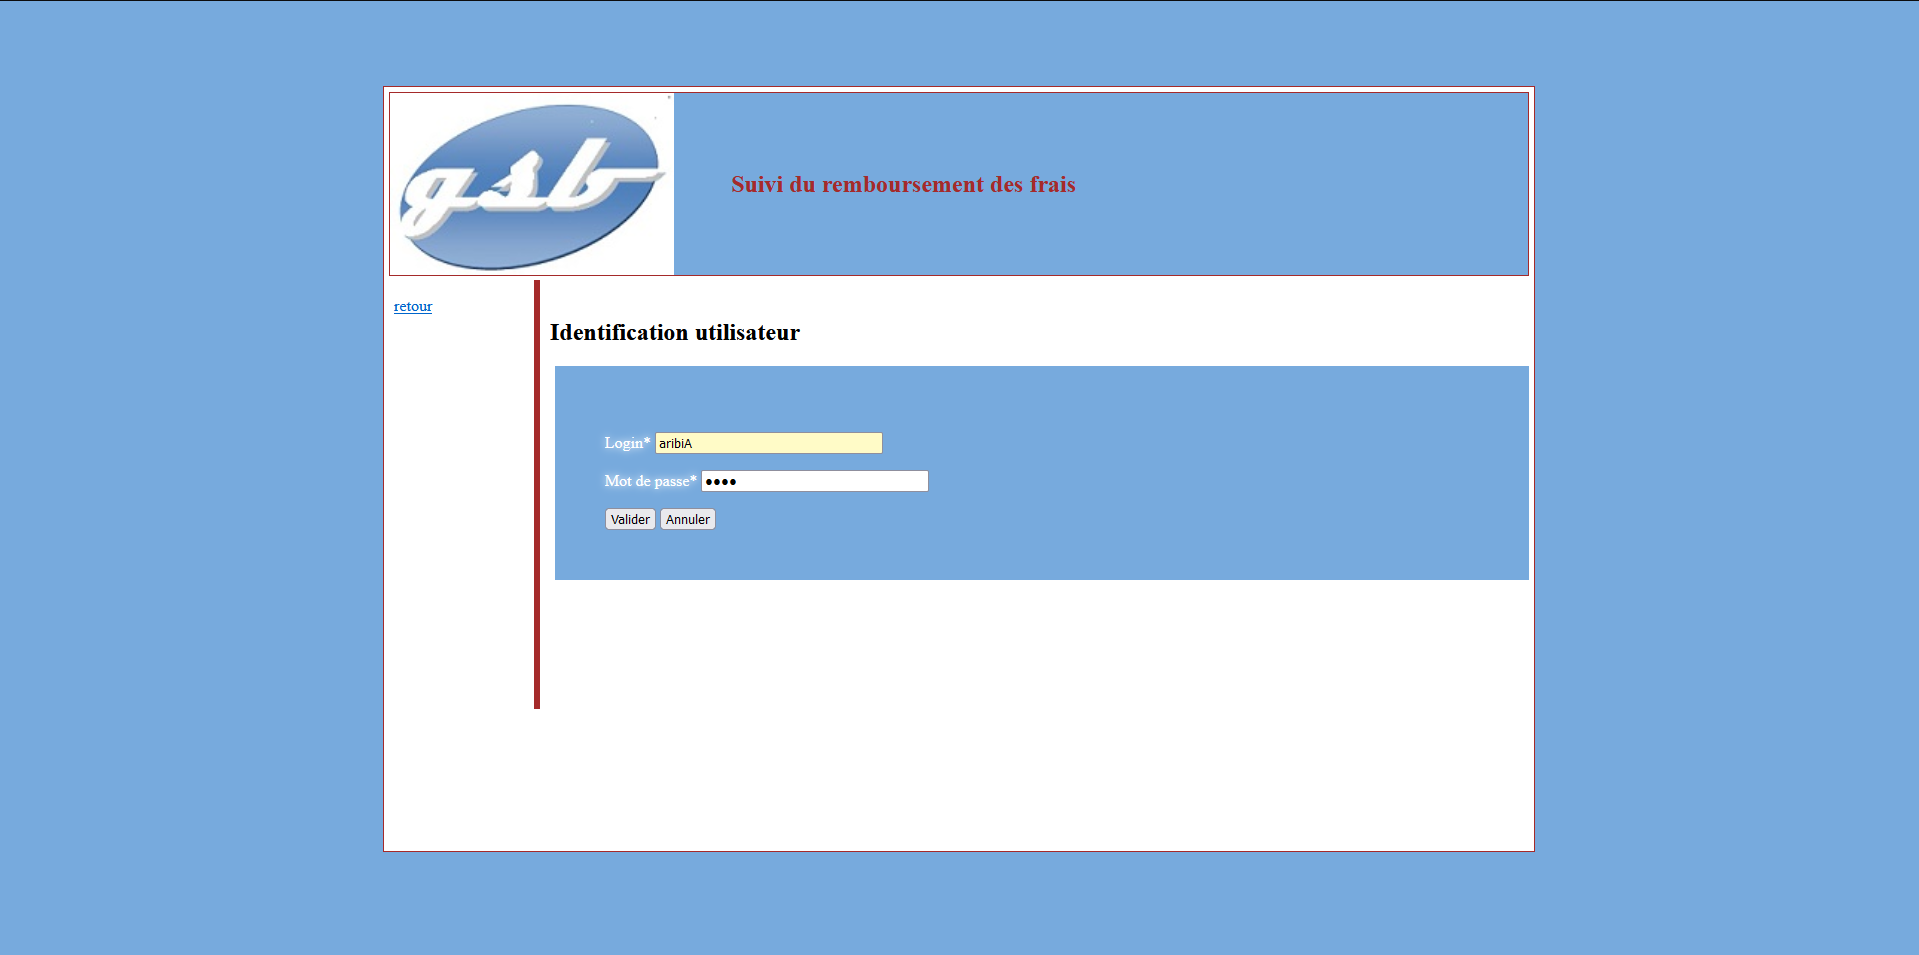 gsb
Suivi du remboursement des frais
retour
Identification utilisateur
Login* aribiA
Mot de passe* ••••
Valider Annuler